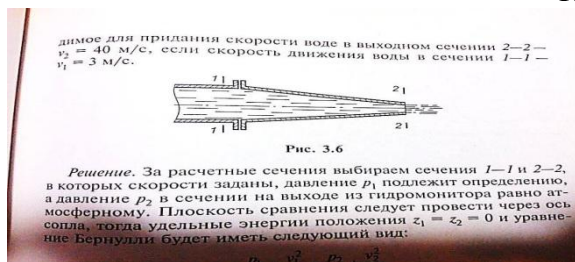 димое для придания скорости воде в выходном сечении 2—2 —
v₂ = 40 м/с, если скорость движения воды в сечении 1—1 —
v₁ = 3 м/с.
1 2
1 2
Рис. 3.6
Решение. За расчетные сечения выбираем сечения 1—1 и 2—2,
в которых скорости заданы, давление p₁ подлежит определению,
а давление p₂ в сечении на выходе из гидромонитора равно ат-
мосферному. Плоскость сравнения следует провести через ось
сопла, тогда удельные энергии положения z₁ = z₂ = 0 и уравне-
ние Бернулли будет иметь следующий вид: